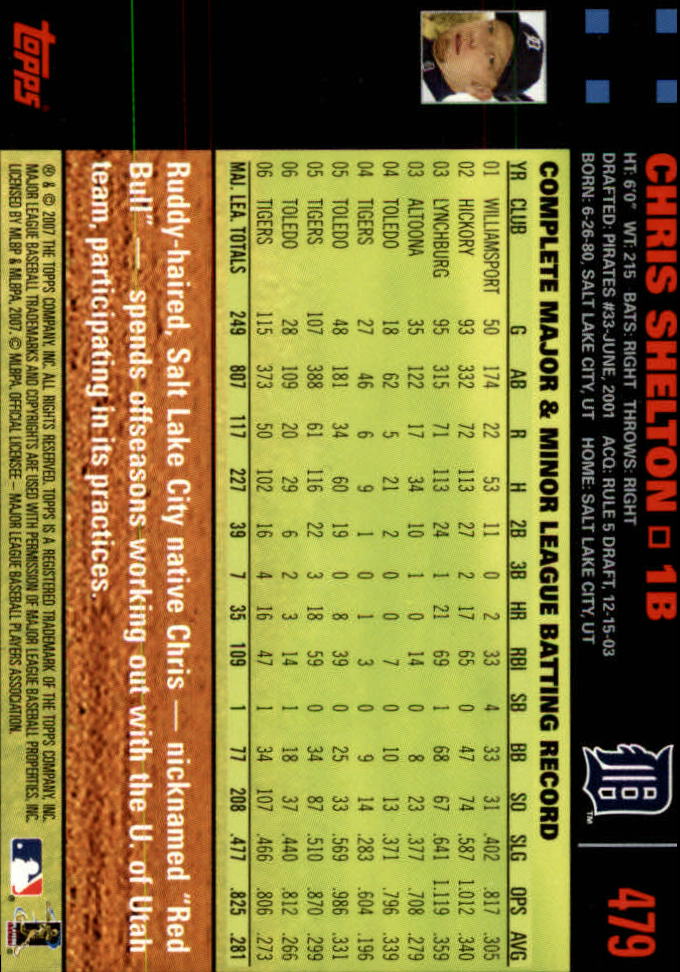 CHRIS SHELTON □ 1B
479
HT: 6'0" WT: 215 BATS: RIGHT THROWS: RIGHT
DRAFTED: PIRATES #33-JUNE, 2001 ACQ: RULE 5 DRAFT, 12-15-03
BORN: 6-26-80, SALT LAKE CITY, UT HOME: SALT LAKE CITY, UT
TM
COMPLETE MAJOR & MINOR LEAGUE BATTING RECORD
YR CLUB G AB R H 2B 3B HR RBI SB BB SO SLG OPS AVG
01 WILLIAMSPORT 50 174 22 53 11 0 2 33 4 33 31 .402 .817 .305
02 HICKORY 93 332 72 113 27 2 17 65 0 47 74 .587 1.012 .340
03 LYNCHBURG 95 315 71 113 24 1 21 69 1 68 67 .641 1.119 .359
03 ALTOONA 35 122 17 34 10 1 0 14 0 8 23 .377 .708 .279
04 TOLEDO 18 62 5 21 2 0 0 7 0 10 13 .371 .796 .339
04 TIGERS 27 46 6 9 1 0 1 3 0 9 14 .283 .604 .196
05 TOLEDO 48 181 34 60 19 0 8 39 0 25 33 .569 .986 .331
05 TIGERS 107 388 61 116 22 3 18 59 0 34 87 .510 .870 .299
06 TOLEDO 28 109 20 29 6 2 3 14 1 18 37 .440 .812 .266
06 TIGERS 115 373 50 102 16 4 16 47 1 34 107 .466 .806 .273
MAJ. LEA. TOTALS 249 807 117 227 39 7 35 109 1 77 208 .477 .825 .281
Ruddy-haired, Salt Lake City native Chris — nicknamed "Red
Bull" — spends offseasons working out with the U. of Utah
team, participating in its practices.
® & © 2007 THE TOPPS COMPANY, INC. ALL RIGHTS RESERVED. TOPPS IS A REGISTERED TRADEMARK OF THE TOPPS COMPANY, INC.
MAJOR LEAGUE BASEBALL TRADEMARKS AND COPYRIGHTS ARE USED WITH PERMISSION OF MAJOR LEAGUE BASEBALL PROPERTIES, INC.
LICENSED BY MLBP & MLBPA, 2007. © MLBPA, OFFICIAL LICENSEE – MAJOR LEAGUE BASEBALL PLAYERS ASSOCIATION.
topps